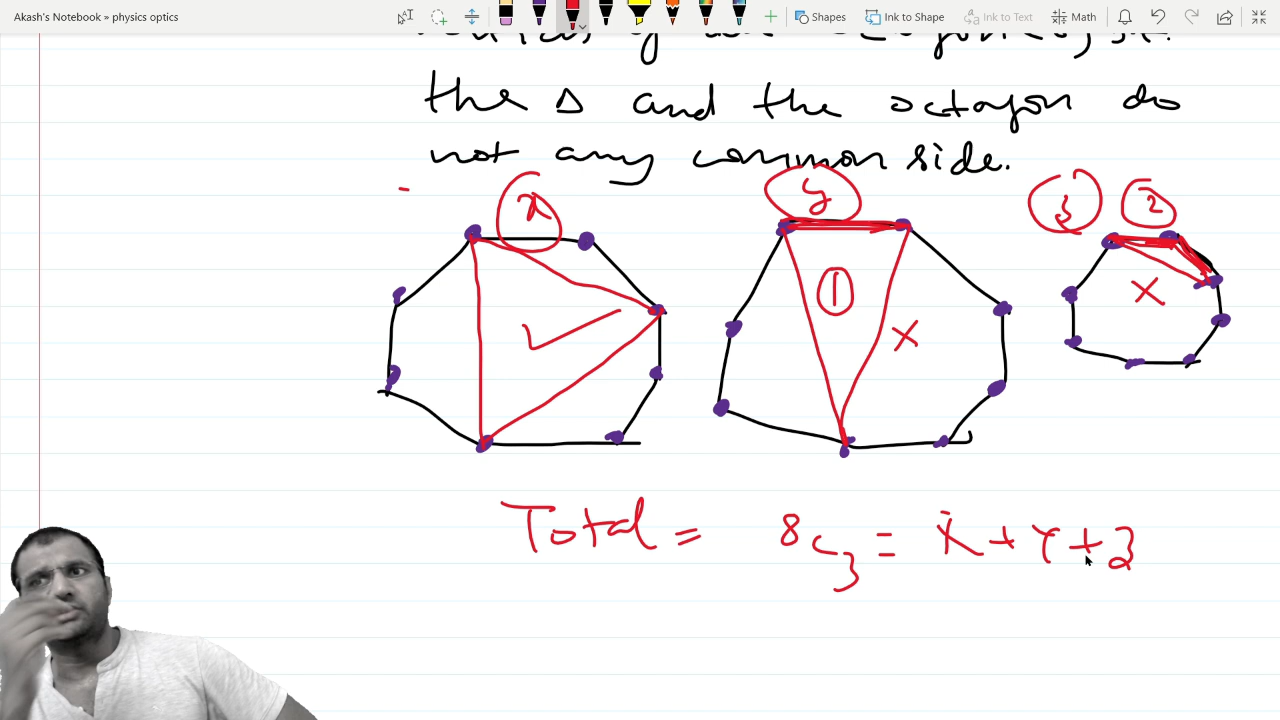 Akash's Notebook » physics optics
Shapes Ink to Shape Ink to Text Math
the Δ and the octagon do
not any common side.
x y 3 2
1
Total = 8C3 = x + y + 3